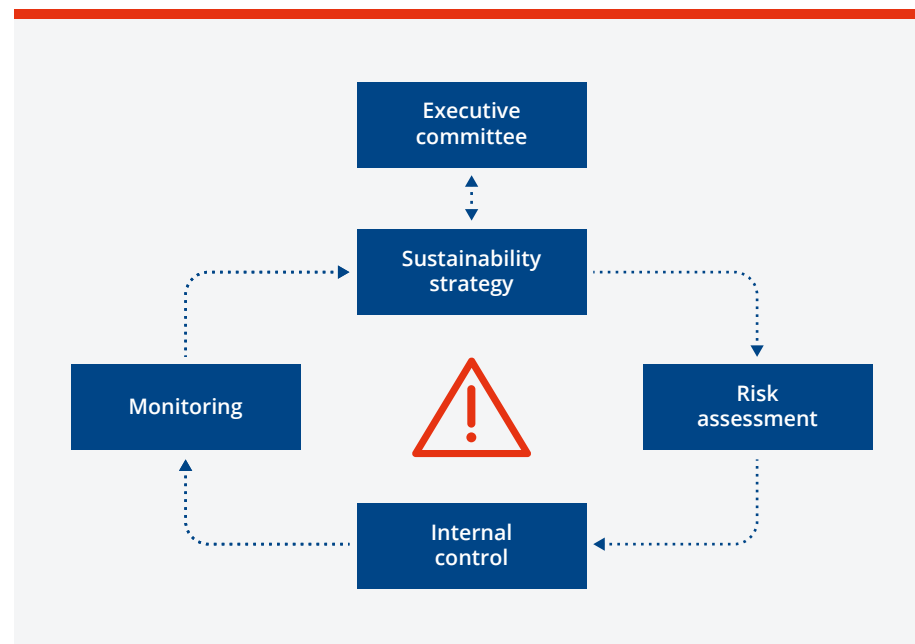 Executive
committee
Sustainability
strategy
Monitoring
Risk
assessment
Internal
control